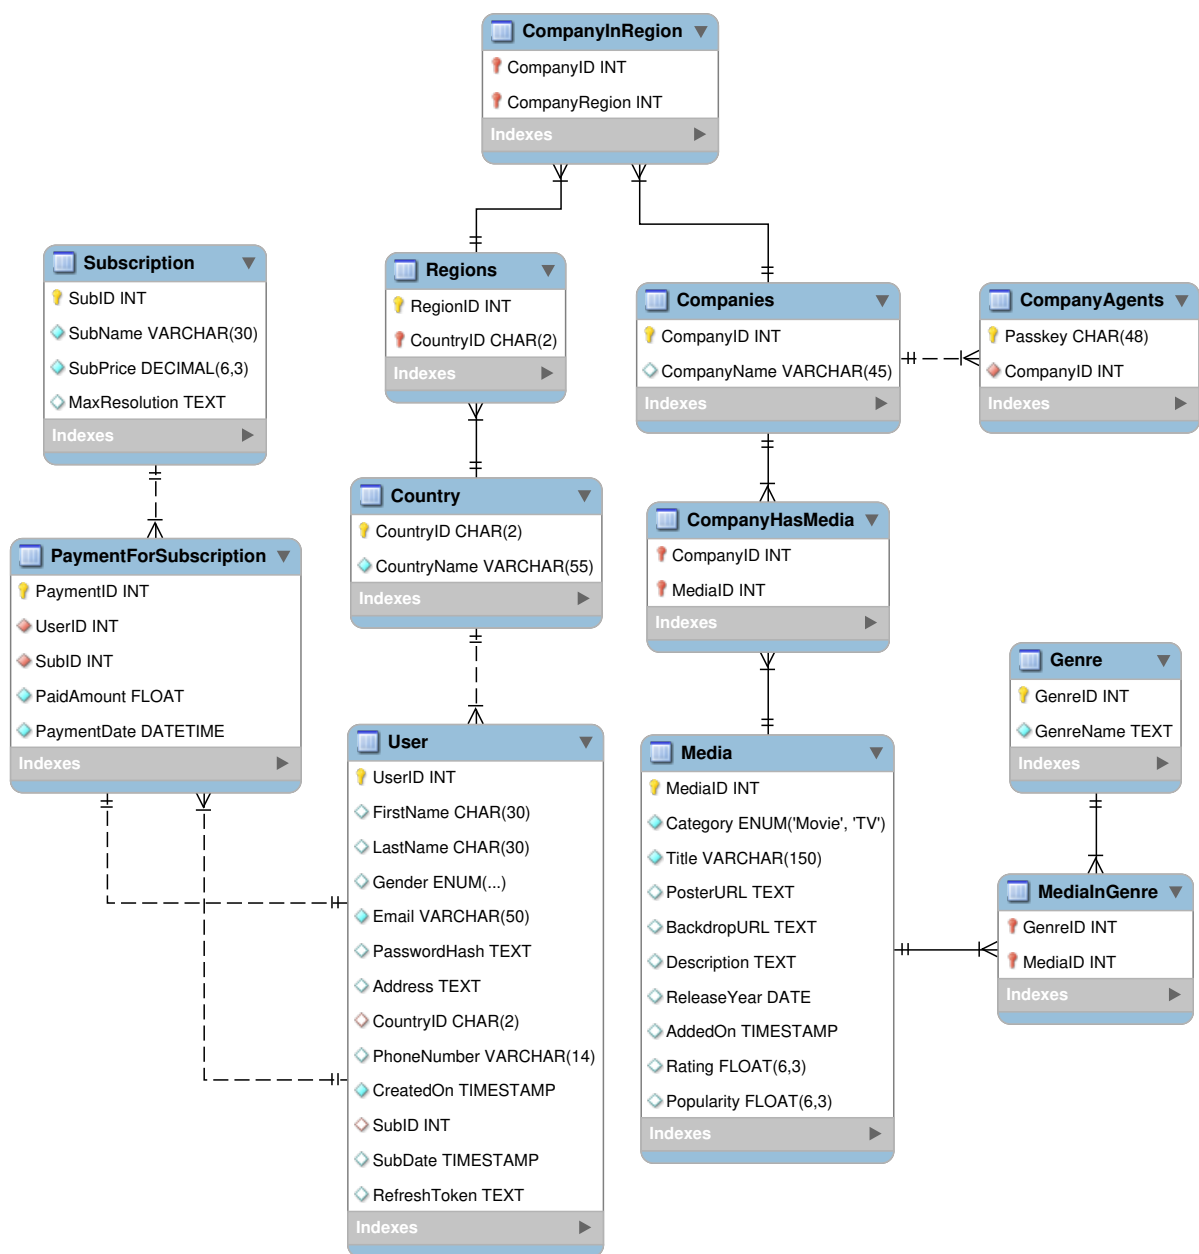 CompanyInRegion
CompanyID INT
CompanyRegion INT
Indexes
Subscription
SubID INT
SubName VARCHAR(30)
SubPrice DECIMAL(6,3)
MaxResolution TEXT
Indexes
Regions
RegionID INT
CountryID CHAR(2)
Indexes
Companies
CompanyID INT
CompanyName VARCHAR(45)
Indexes
CompanyAgents
Passkey CHAR(48)
CompanyID INT
Indexes
PaymentForSubscription
PaymentID INT
UserID INT
SubID INT
PaidAmount FLOAT
PaymentDate DATETIME
Indexes
Country
CountryID CHAR(2)
CountryName VARCHAR(55)
Indexes
CompanyHasMedia
CompanyID INT
MediaID INT
Indexes
User
UserID INT
FirstName CHAR(30)
LastName CHAR(30)
Gender ENUM(...)
Email VARCHAR(50)
PasswordHash TEXT
Address TEXT
CountryID CHAR(2)
PhoneNumber VARCHAR(14)
CreatedOn TIMESTAMP
SubID INT
SubDate TIMESTAMP
RefreshToken TEXT
Indexes
Media
MediaID INT
Category ENUM('Movie', 'TV')
Title VARCHAR(150)
PosterURL TEXT
BackdropURL TEXT
Description TEXT
ReleaseYear DATE
AddedOn TIMESTAMP
Rating FLOAT(6,3)
Popularity FLOAT(6,3)
Indexes
Genre
GenreID INT
GenreName TEXT
Indexes
MediaInGenre
GenreID INT
MediaID INT
Indexes